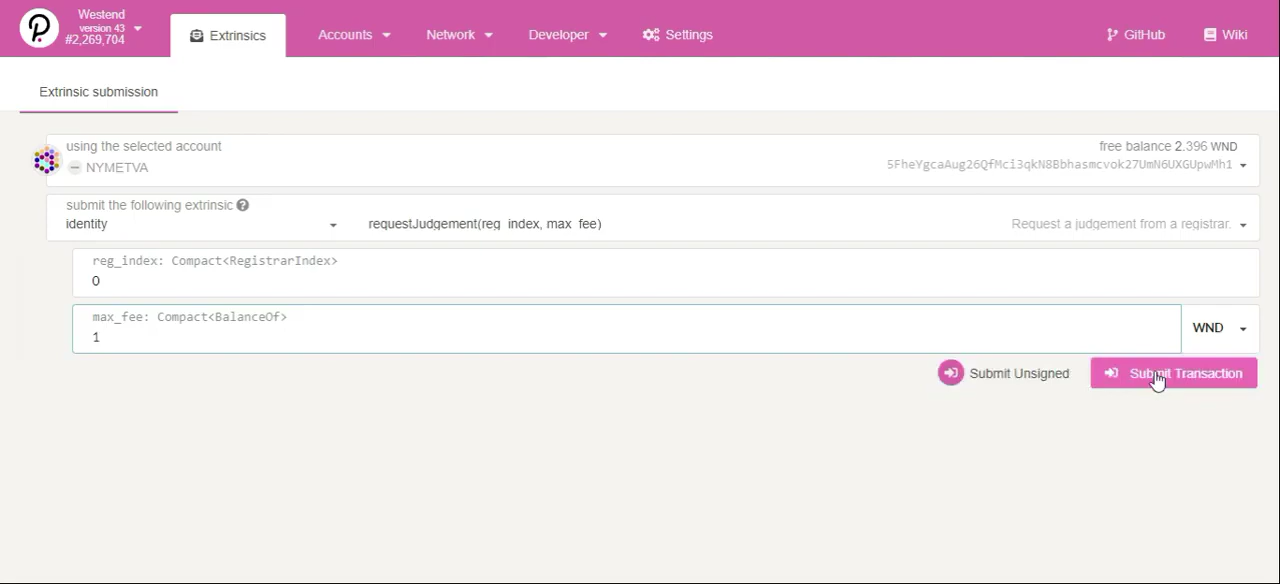 Westend
version 43
#2,269,704
Extrinsics
Accounts
Network
Developer
Settings
GitHub
Wiki
Extrinsic submission
using the selected account
NYMETVA
free balance 2.396 WND
5FheYgcaAug26QfMci3qkN8Bbhasmcvok27UmN6UXGUpwMh1
submit the following extrinsic
identity
requestJudgement(reg_index, max_fee)
Request a judgement from a registrar.
reg_index: Compact<RegistrarIndex>
0
max_fee: Compact<BalanceOf>
1
WND
Submit Unsigned
Submit Transaction